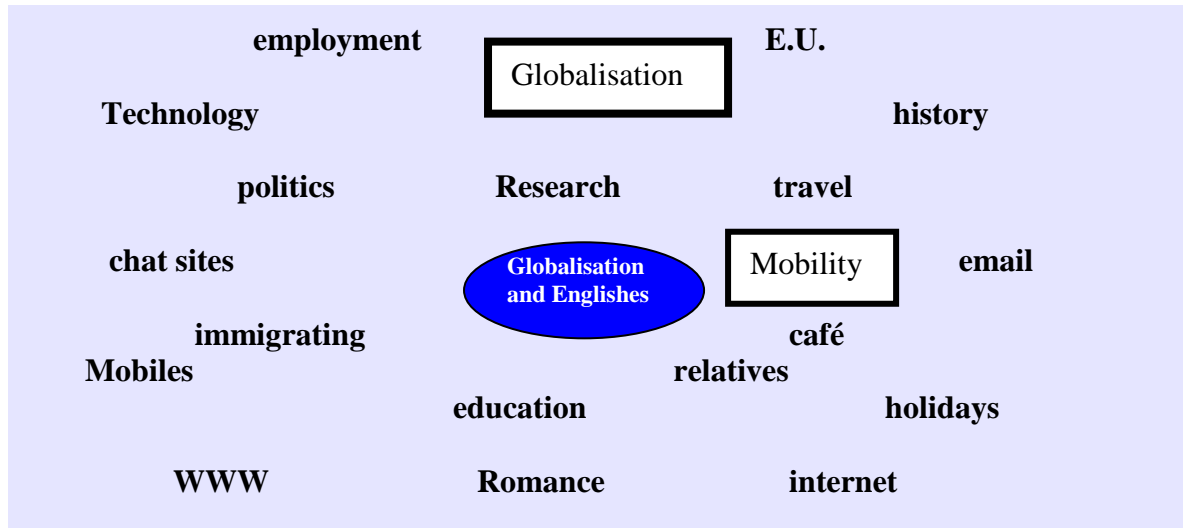 employment E.U.
Globalisation
Technology history
politics Research travel
chat sites Globalisation and Englishes Mobility email
immigrating café
Mobiles relatives
education holidays
WWW Romance internet